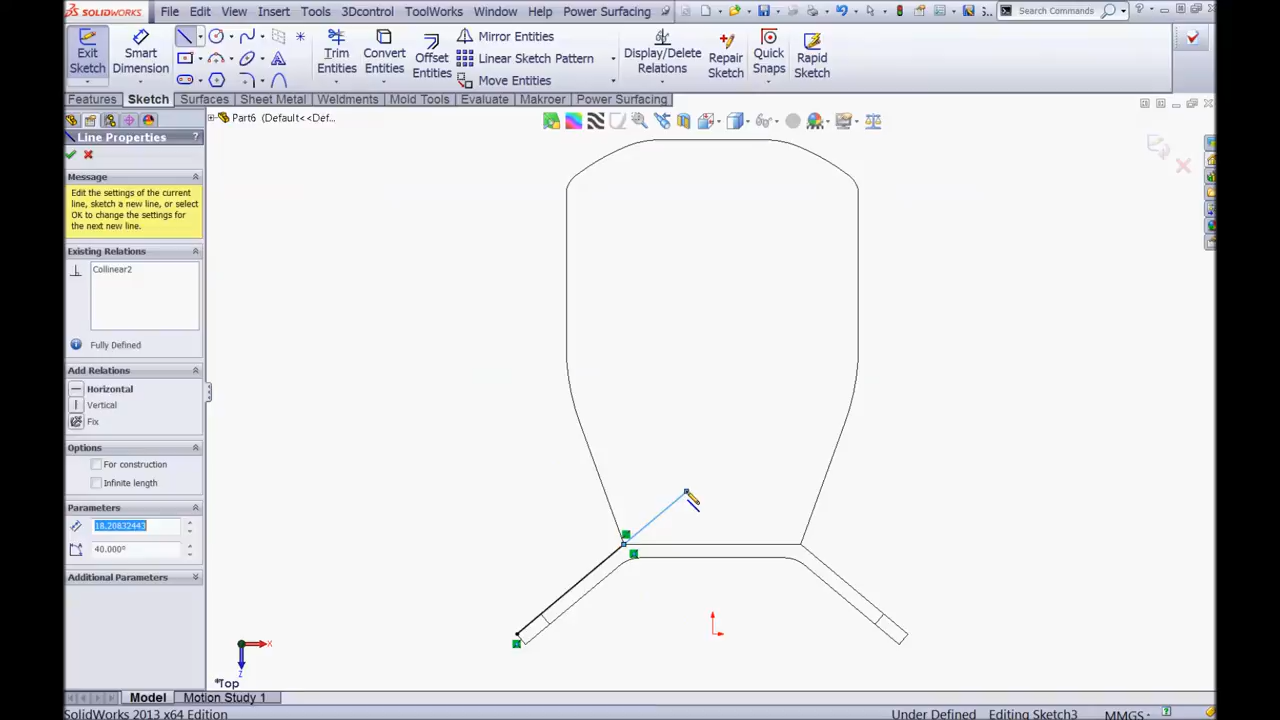 SOLIDWORKS File Edit View Insert Tools 3Dcontrol ToolWorks Window Help Power Surfacing Search Commands
Exit Sketch
Smart Dimension
Trim Entities
Convert Entities
Offset Entities
Mirror Entities
Linear Sketch Pattern
Move Entities
Display/Delete Relations
Repair Sketch
Quick Snaps
Rapid Sketch
Features Sketch Surfaces Sheet Metal Weldments Mold Tools Evaluate Makroer Power Surfacing
Part6 (Default<<Def...
Line Properties ?
Message
Edit the settings of the current
line, sketch a new line, or select
OK to change the settings for
the next new line.
Existing Relations
Collinear2
Fully Defined
Add Relations
Horizontal
Vertical
Fix
Options
For construction
Infinite length
Parameters
18.20832443
40.000°
Additional Parameters
X
Z
*Top
Model Motion Study 1
SolidWorks 2013 x64 Edition Under Defined Editing Sketch3 MMGS